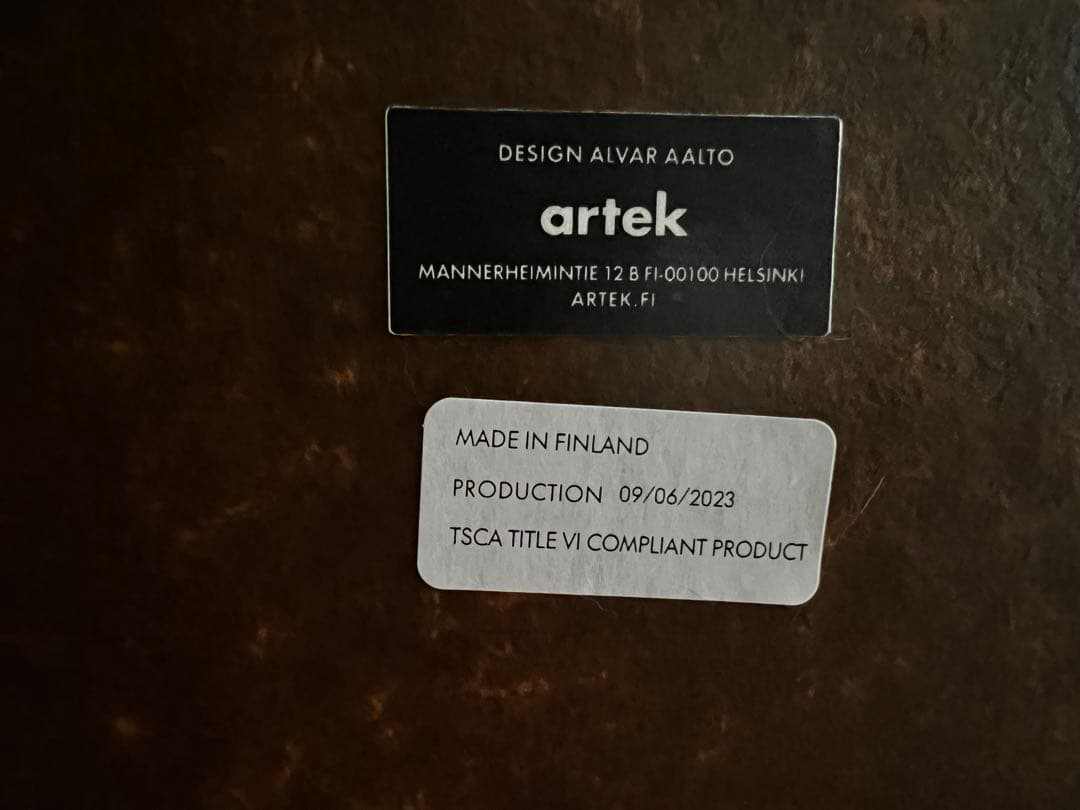 DESIGN ALVAR AALTO
artek
MANNERHEIMINTIE 12 B FI-00100 HELSINKI
ARTEK.FI
MADE IN FINLAND
PRODUCTION 09/06/2023
TSCA TITLE VI COMPLIANT PRODUCT